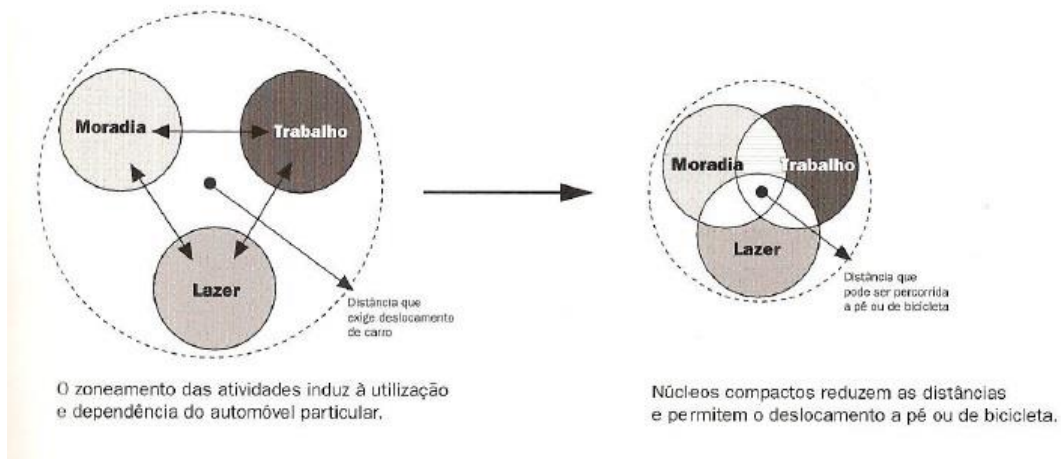 Moradia
Trabalho
Lazer
Distância que
exige deslocamento
de carro
O zoneamento das atividades induz à utilização
e dependência do automóvel particular.
Moradia
Trabalho
Lazer
Distância que
pode ser percorrida
a pé ou de bicicleta
Núcleos compactos reduzem as distâncias
e permitem o deslocamento a pé ou de bicicleta.